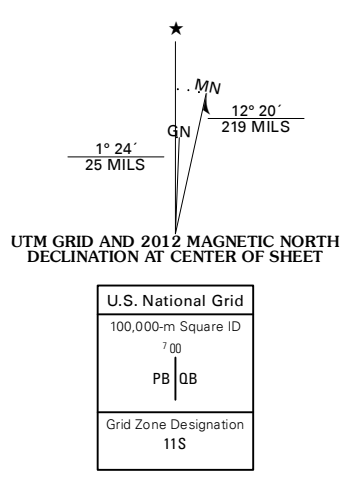 ★
MN
GN
12° 20´
219 MILS
1° 24´
25 MILS
UTM GRID AND 2012 MAGNETIC NORTH
DECLINATION AT CENTER OF SHEET
U.S. National Grid
100,000-m Square ID
7 00
PB QB
Grid Zone Designation
11S